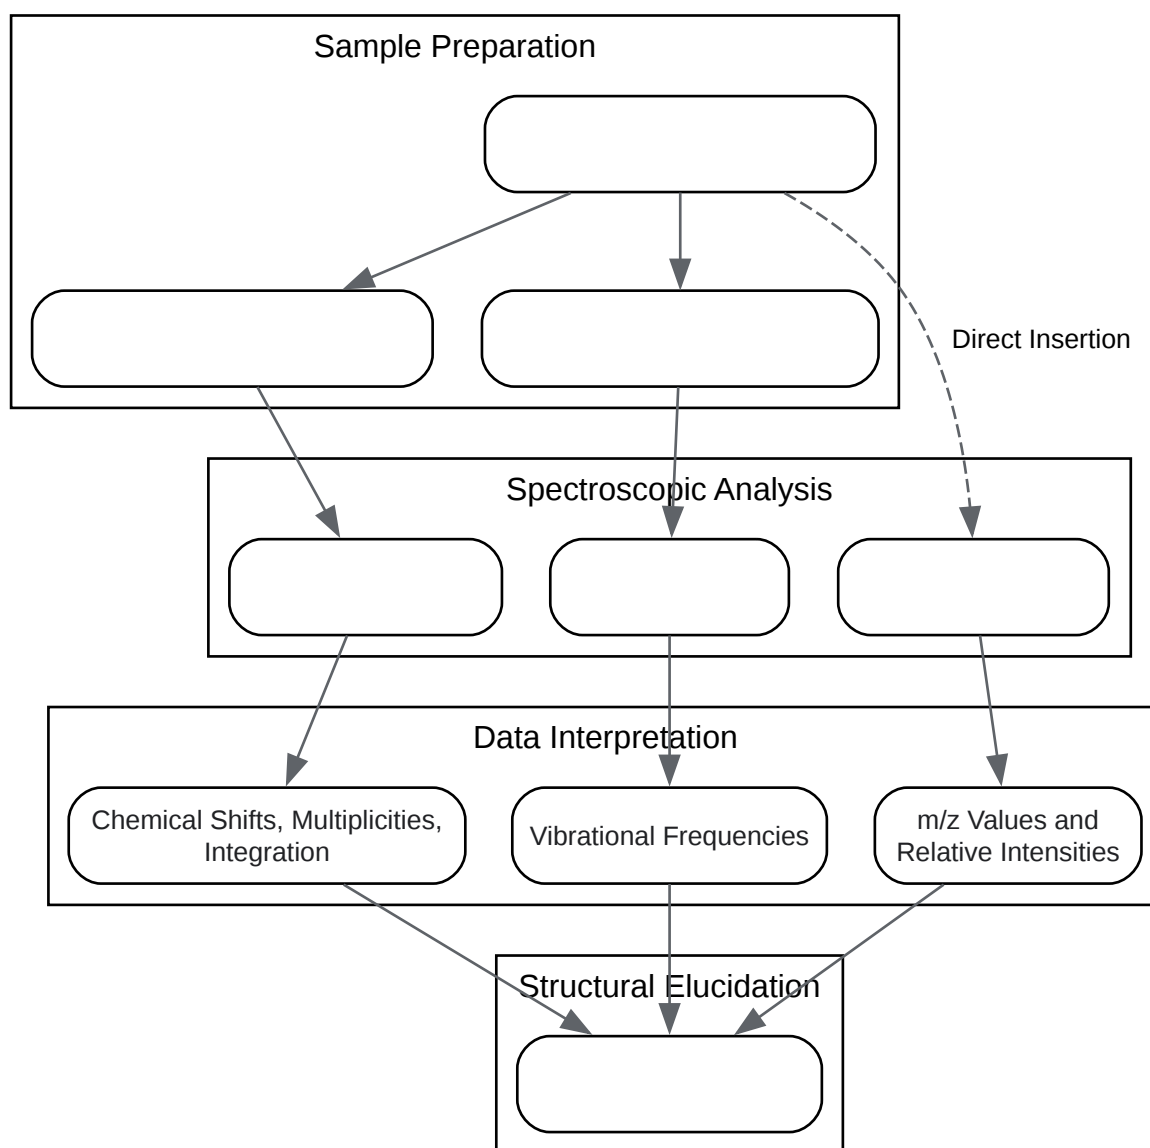 Sample Preparation
Direct Insertion
Spectroscopic Analysis
Data Interpretation
Chemical Shifts, Multiplicities,
Integration
Vibrational Frequencies
m/z Values and
Relative Intensities
Structural Elucidation